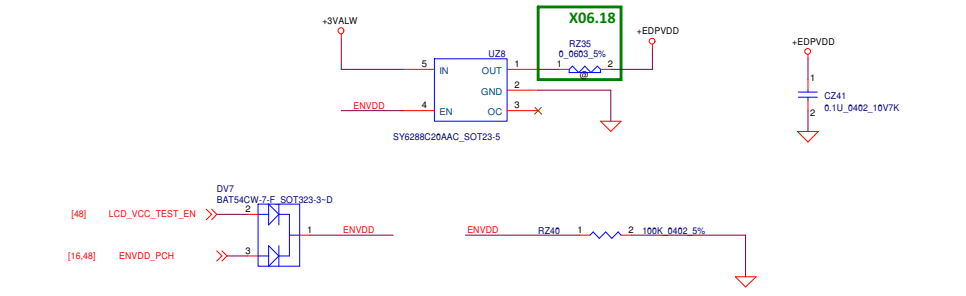 X06.18
+3VALW
+EDPVDD
RZ35
0_0603_5%
1 2
@
UZ8
5 IN OUT 1
GND 2
ENVDD 4 EN OC 3
SY6288C20AAC_SOT23-5
+EDPVDD
1
CZ41
0.1U_0402_10V7K
2
DV7
BAT54CW-7-F_SOT323-3~D
[48] LCD_VCC_TEST_EN 2
1 ENVDD
[16,48] ENVDD_PCH 3
ENVDD RZ40 1 2 100K_0402_5%